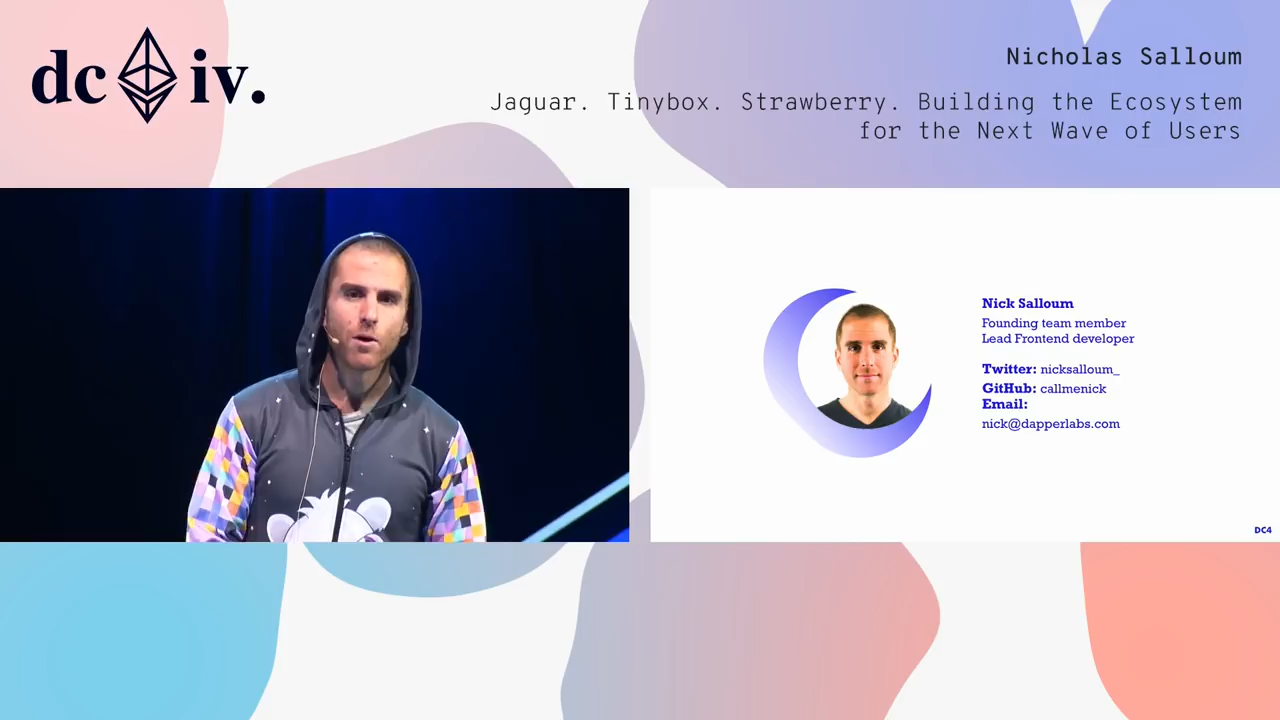 dc iv.
Nicholas Salloum
Jaguar. Tinybox. Strawberry. Building the Ecosystem
for the Next Wave of Users
Nick Salloum
Founding team member
Lead Frontend developer
Twitter: nicksalloum_
GitHub: callmenick
Email:
nick@dapperlabs.com
DC4